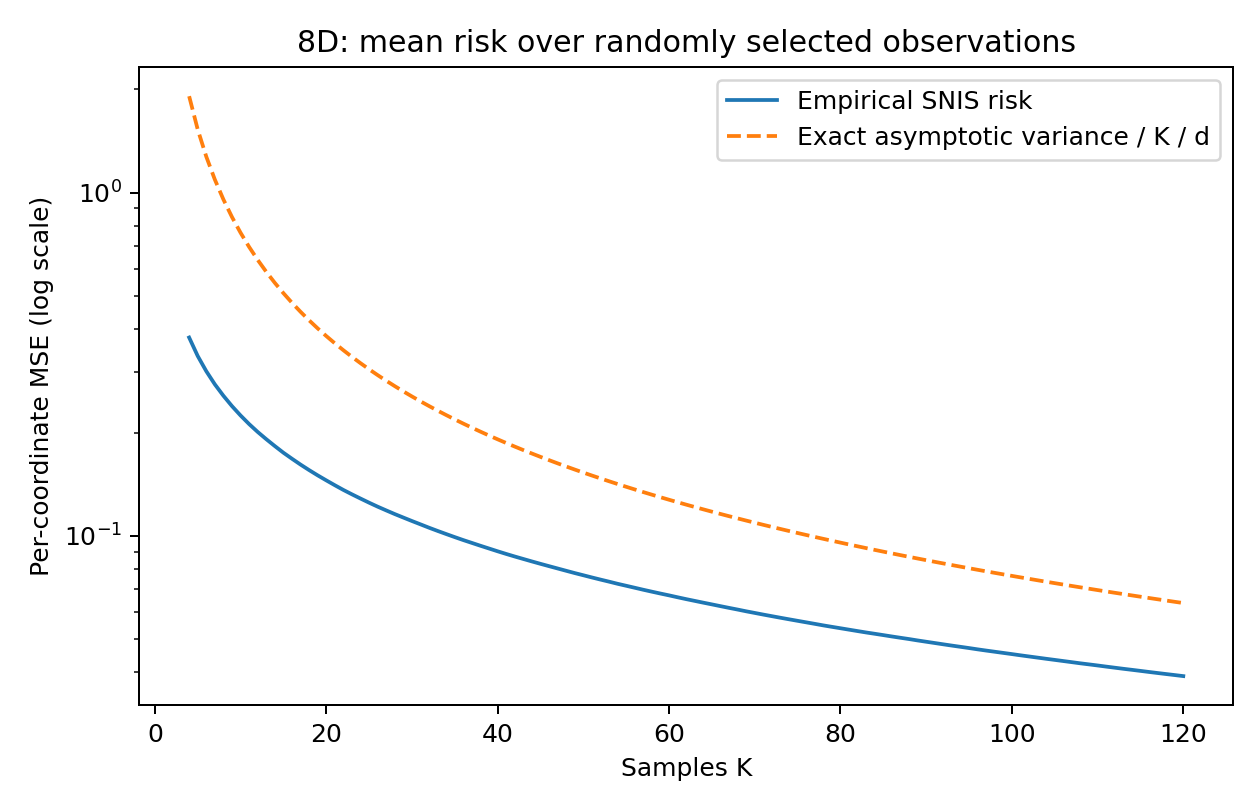 8D: mean risk over randomly selected observations
Empirical SNIS risk
Exact asymptotic variance / K / d
Per-coordinate MSE (log scale)
10⁰
10⁻¹
0 20 40 60 80 100 120
Samples K